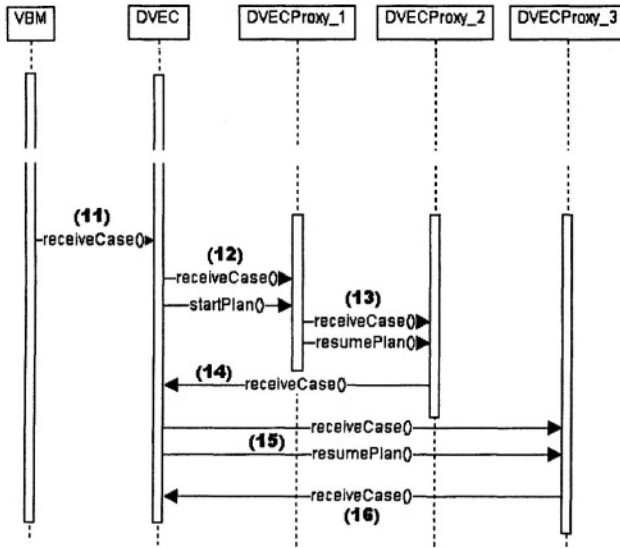 VBM DVEC DVECProxy_1 DVECProxy_2 DVECProxy_3
(11)
receiveCase()
(12)
receiveCase()
startPlan()
(13)
receiveCase()
resumePlan()
(14)
receiveCase()
receiveCase()
(15) resumePlan()
receiveCase()
(16)